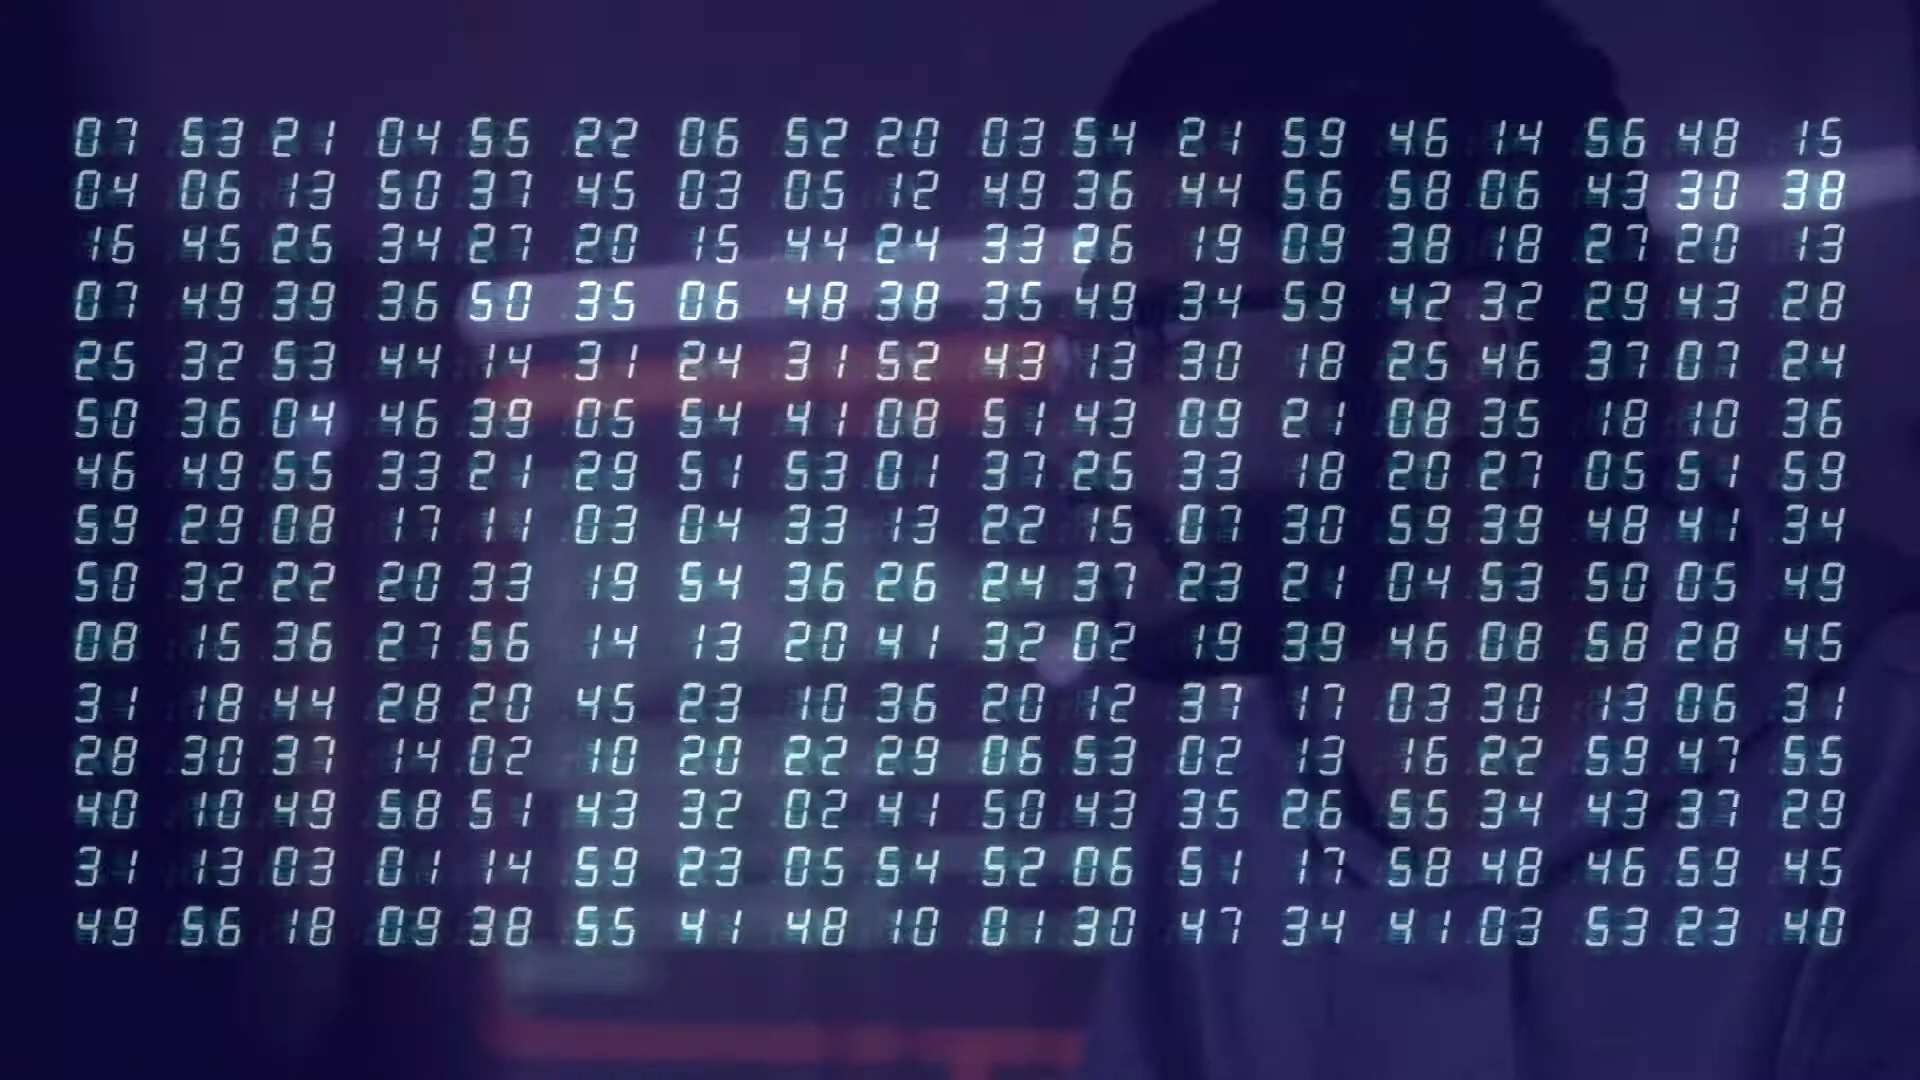 07 53 21 04 56 22 06 52 20 03 54 21 59 46 14 56 48 15
04 06 13 50 37 45 03 05 12 49 36 44 56 58 06 43 30 38
16 45 25 34 27 20 15 44 24 33 26 19 09 38 18 27 20 13
07 49 39 36 50 35 06 48 38 35 49 34 59 42 32 29 43 28
25 32 53 44 14 31 24 31 52 43 13 30 18 25 46 37 07 24
50 36 04 46 39 05 54 41 08 51 43 09 21 08 35 18 10 36
46 49 55 33 21 29 51 53 01 37 25 33 18 20 27 05 51 59
59 29 08 17 11 03 04 33 13 22 15 07 30 59 39 48 41 34
50 32 22 20 33 19 54 36 26 24 37 23 21 04 53 50 05 49
08 15 36 27 56 14 13 20 41 32 02 19 39 46 08 58 28 45
31 18 44 28 20 45 23 10 36 20 12 37 17 03 30 13 06 31
28 30 37 14 02 10 20 22 29 06 53 02 13 16 22 59 47 55
40 10 49 58 51 43 32 02 41 50 43 35 26 55 34 43 37 29
31 13 03 01 14 59 23 05 54 52 06 51 17 58 48 46 59 45
49 56 18 09 38 55 41 48 10 01 30 47 34 41 03 53 23 40